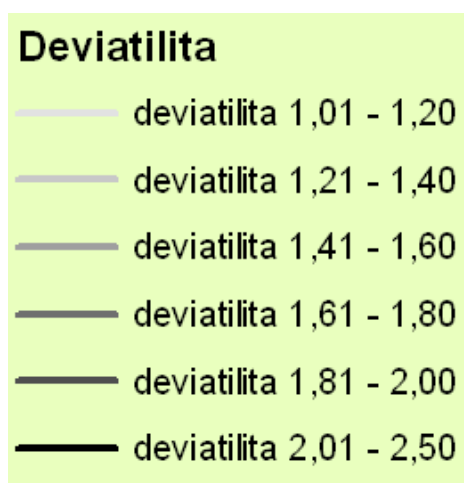 Deviatilita
deviatilita 1,01 - 1,20
deviatilita 1,21 - 1,40
deviatilita 1,41 - 1,60
deviatilita 1,61 - 1,80
deviatilita 1,81 - 2,00
deviatilita 2,01 - 2,50